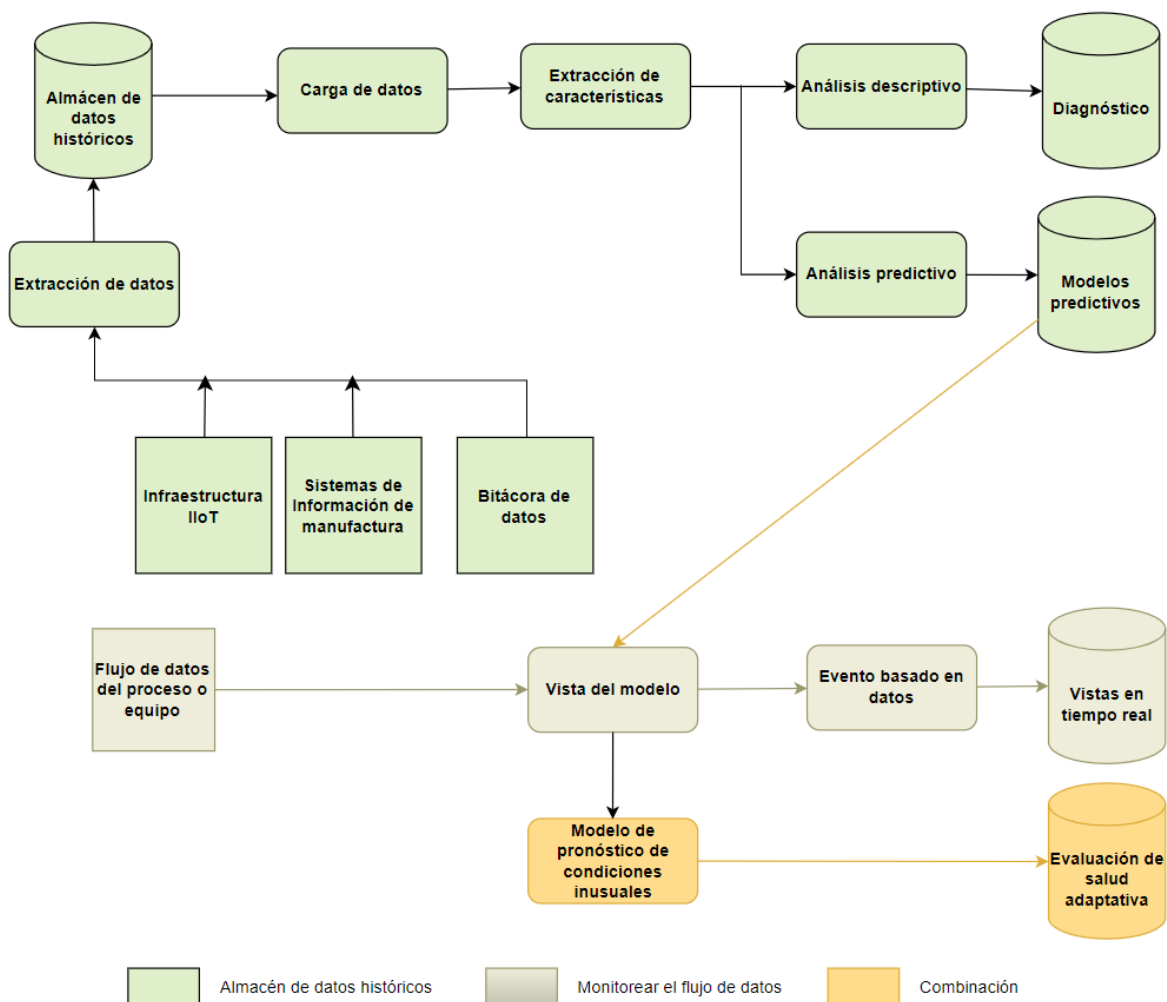 Almácen de
datos
históricos
Carga de datos
Extracción de
características
Análisis descriptivo
Diagnóstico
Extracción de datos
Análisis predictivo
Modelos
predictivos
Infraestructura
IIoT
Sistemas de
Información de
manufactura
Bitácora de
datos
Flujo de datos
del proceso o
equipo
Vista del modelo
Evento basado en
datos
Vistas en
tiempo real
Modelo de
pronóstico de
condiciones
inusuales
Evaluación de
salud
adaptativa
Almacén de datos históricos
Monitorear el flujo de datos
Combinación